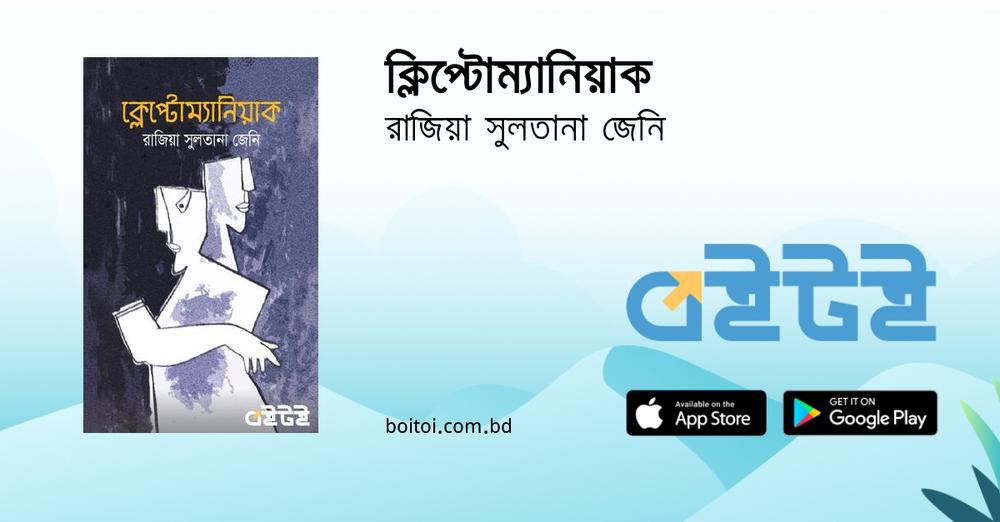 ক্লেপ্টোম্যানিয়াক
রাজিয়া সুলতানা জেনি
বইটই
ক্লিপ্টোম্যানিয়াক
রাজিয়া সুলতানা জেনি
বইটই
boitoi.com.bd
Available on the
App Store
GET IT ON
Google Play